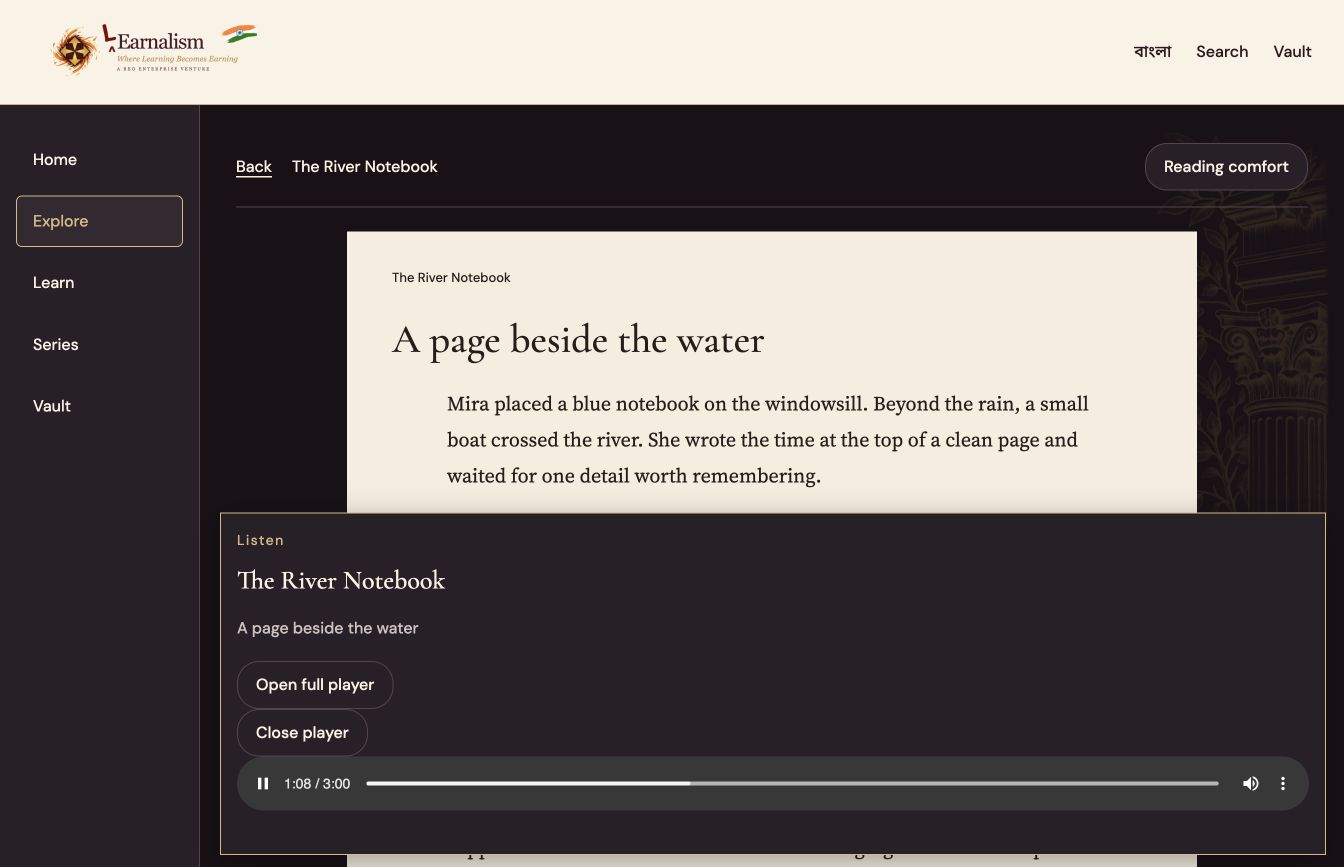 LEarnalism
Where Learning Becomes Earning
A REO ENTERPRISE VENTURE
বাংলা Search Vault
Home
Explore
Learn
Series
Vault
Back The River Notebook
Reading comfort
The River Notebook
A page beside the water
Mira placed a blue notebook on the windowsill. Beyond the rain, a small
boat crossed the river. She wrote the time at the top of a clean page and
waited for one detail worth remembering.
Listen
The River Notebook
A page beside the water
Open full player
Close player
1:08 / 3:00